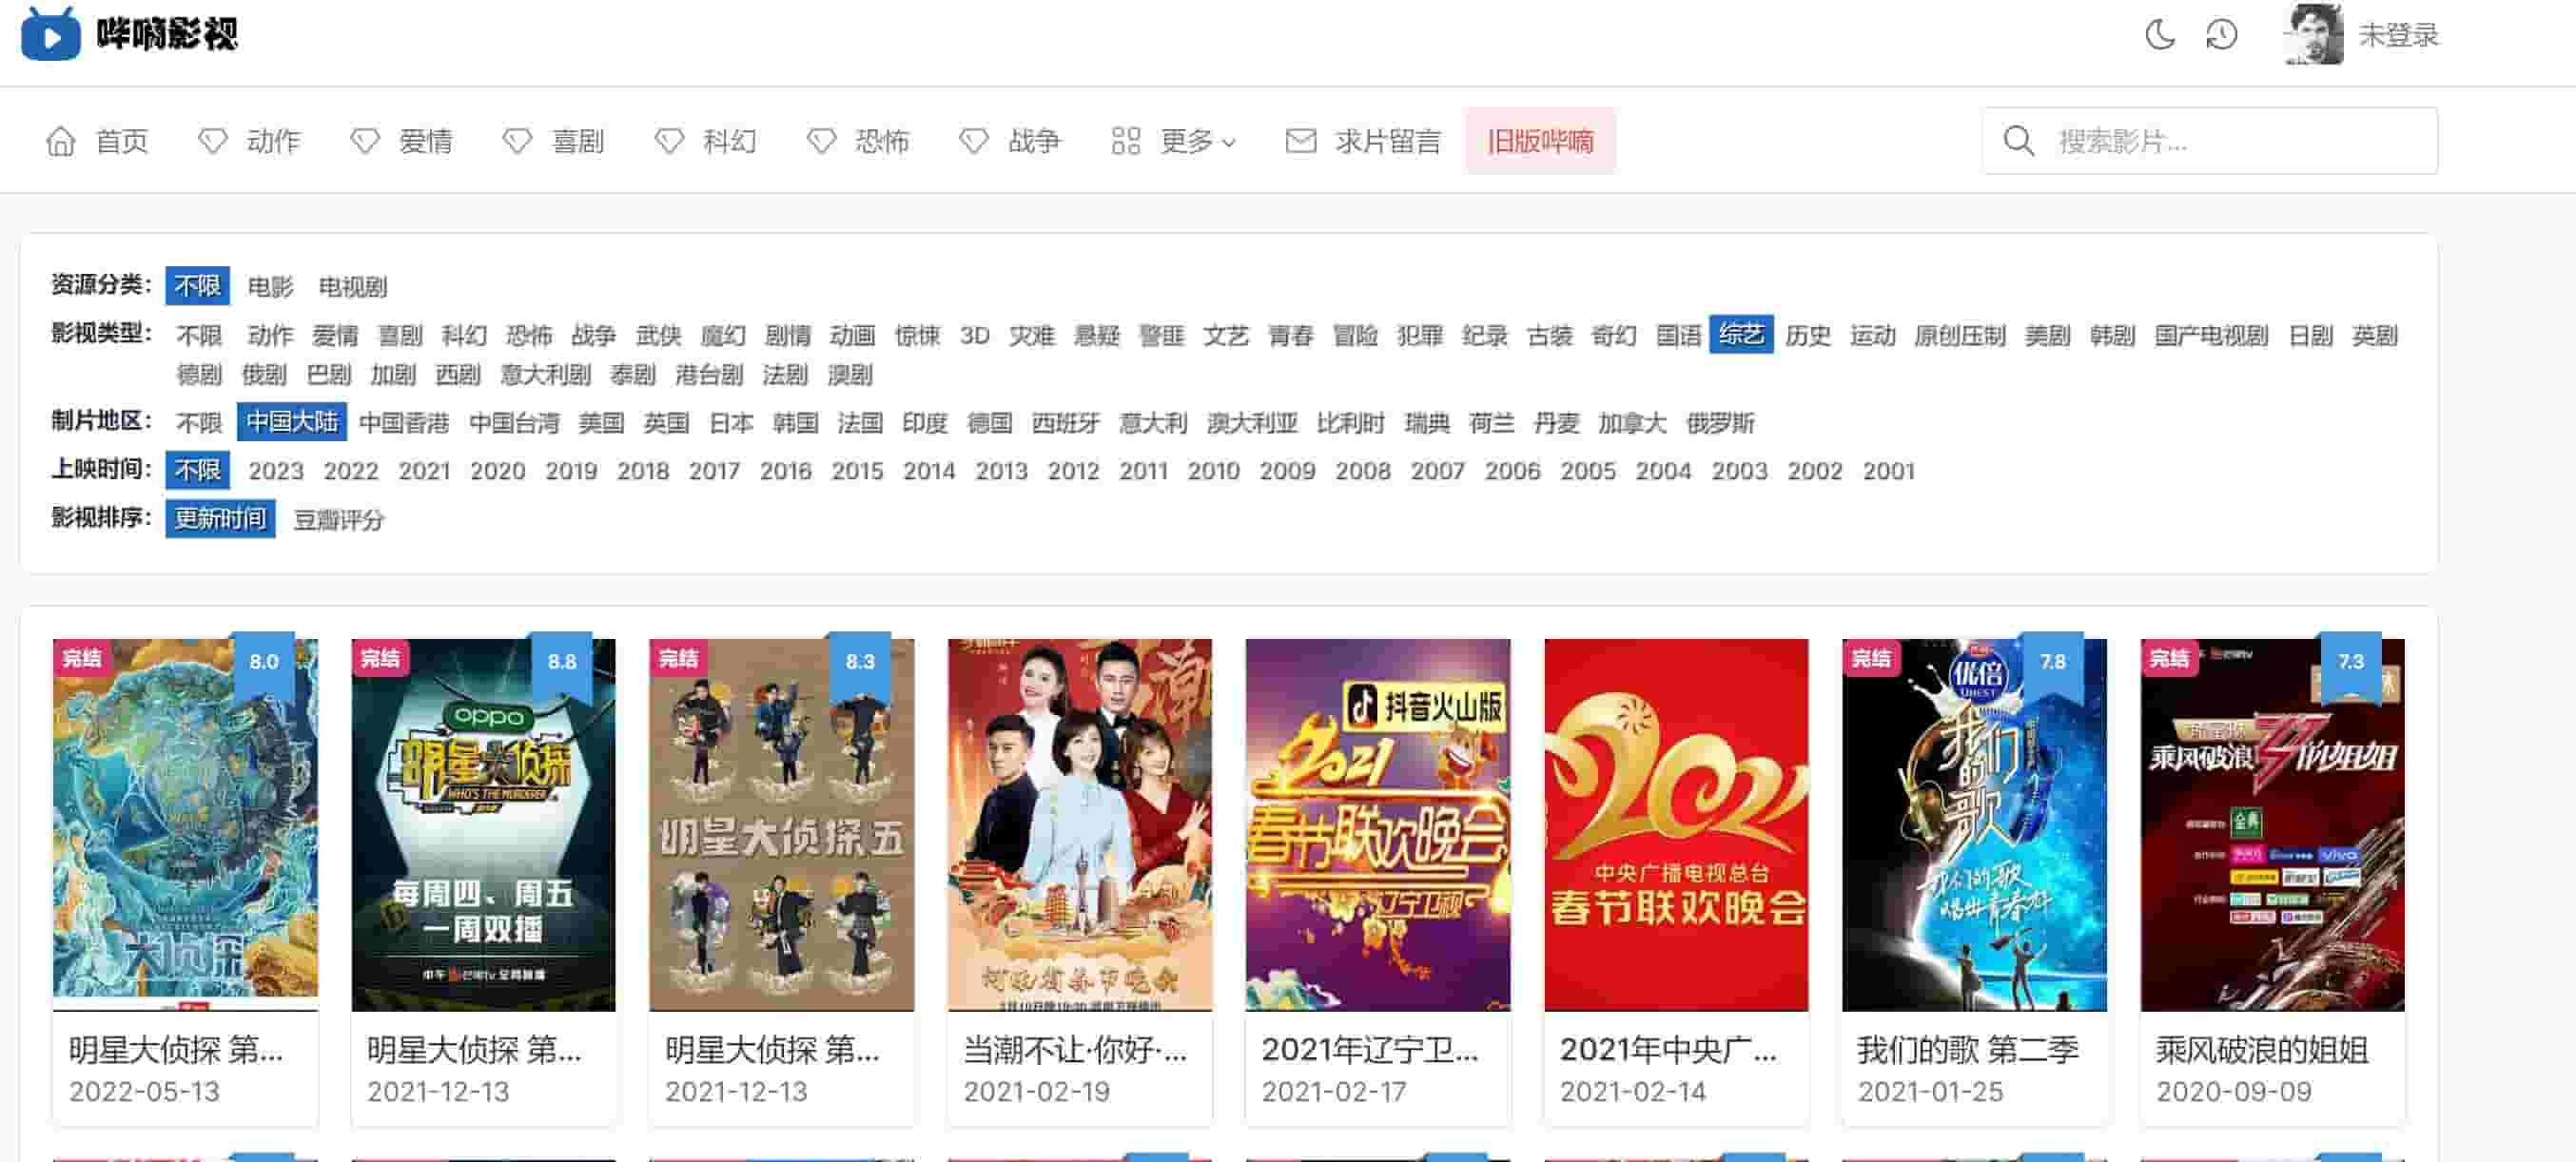 哔嘀影视
未登录
首页 动作 爱情 喜剧 科幻 恐怖 战争 更多 求片留言 旧版哔嘀 搜索影片...
资源分类： 不限 电影 电视剧
影视类型： 不限 动作 爱情 喜剧 科幻 恐怖 战争 武侠 魔幻 剧情 动画 惊悚 3D 灾难 悬疑 警匪 文艺 青春 冒险 犯罪 纪录 古装 奇幻 国语 综艺 历史 运动 原创压制 美剧 韩剧 国产电视剧 日剧 英剧
德剧 俄剧 巴剧 加剧 西剧 意大利剧 泰剧 港台剧 法剧 澳剧
制片地区： 不限 中国大陆 中国香港 中国台湾 美国 英国 日本 韩国 法国 印度 德国 西班牙 意大利 澳大利亚 比利时 瑞典 荷兰 丹麦 加拿大 俄罗斯
上映时间： 不限 2023 2022 2021 2020 2019 2018 2017 2016 2015 2014 2013 2012 2011 2010 2009 2008 2007 2006 2005 2004 2003 2002 2001
影视排序： 更新时间 豆瓣评分
完结 8.0
大侦探
明星大侦探 第...
2022-05-13
完结 8.8
oppo
明星大侦探
WHO'S THE MURDERER
每周四、周五
一周双播
明星大侦探 第...
2021-12-13
完结 8.3
明星大侦探五
明星大侦探 第...
2021-12-13
潮
当潮不让·你好·...
2021-02-19
抖音火山版
2021
春节联欢晚会
辽宁卫视
2021年辽宁卫...
2021-02-17
2021
中央广播电视总台
春节联欢晚会
2021年中央广...
2021-02-14
完结 7.8
优倍
我们的歌
我们的歌
唱出青春料
我们的歌 第二季
2021-01-25
完结 7.3
乘风破浪的姐姐
金典
vivo
乘风破浪的姐姐
2020-09-09